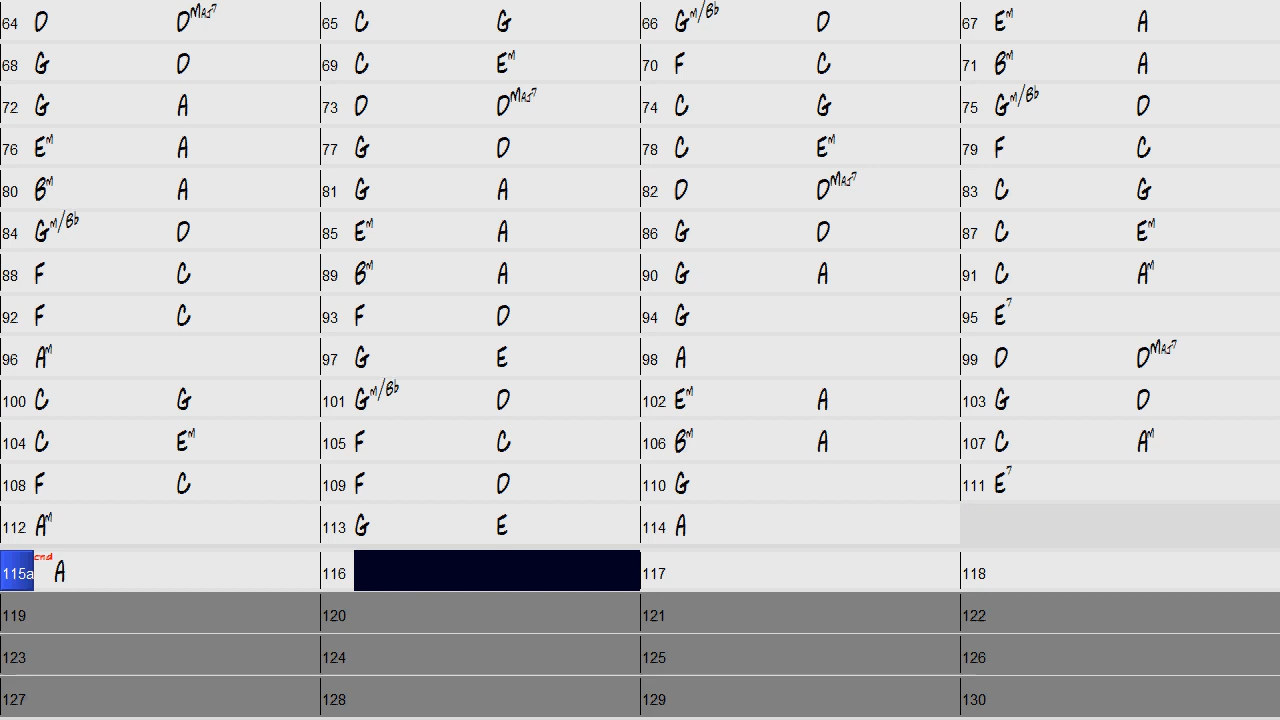 64 D DMaj7 65 C G 66 Gm/Bb D 67 Em A
68 G D 69 C Em 70 F C 71 Bm A
72 G A 73 D DMaj7 74 C G 75 Gm/Bb D
76 Em A 77 G D 78 C Em 79 F C
80 Bm A 81 G A 82 D DMaj7 83 C G
84 Gm/Bb D 85 Em A 86 G D 87 C Em
88 F C 89 Bm A 90 G A 91 C Am
92 F C 93 F D 94 G 95 E7
96 Am 97 G E 98 A 99 D DMaj7
100 C G 101 Gm/Bb D 102 Em A 103 G D
104 C Em 105 F C 106 Bm A 107 C Am
108 F C 109 F D 110 G 111 E7
112 Am 113 G E 114 A
115a end A 116 117 118
119 120 121 122
123 124 125 126
127 128 129 130